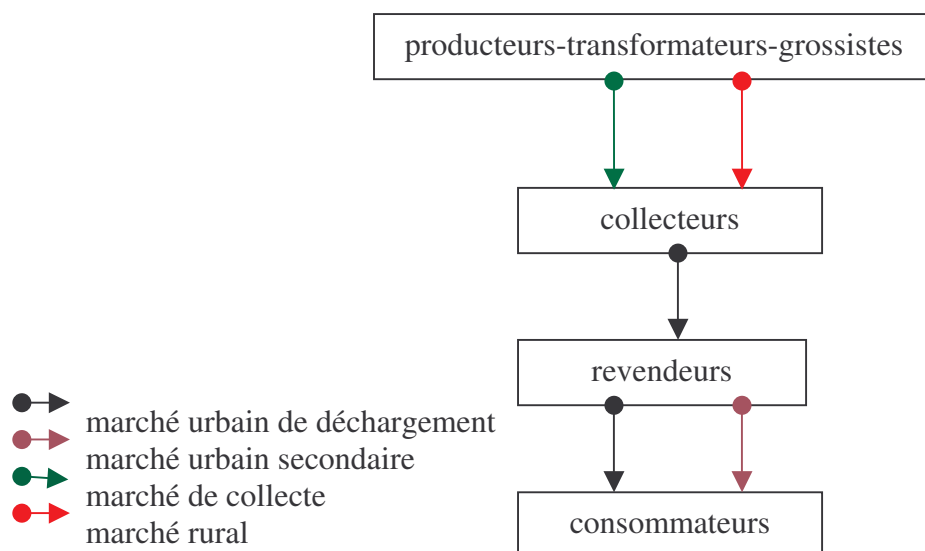 producteurs-transformateurs-grossistes
collecteurs
revendeurs
marché urbain de déchargement
marché urbain secondaire
marché de collecte
marché rural
consommateurs